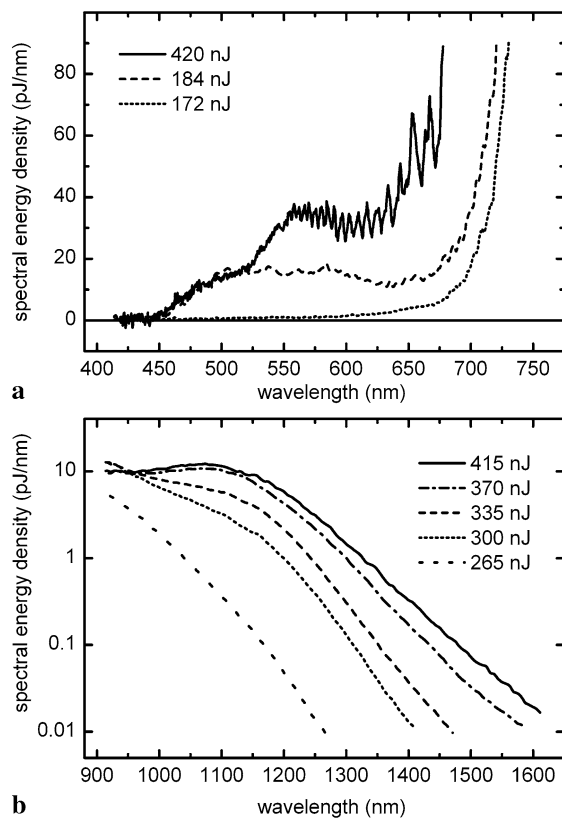 420 nJ
184 nJ
172 nJ
80
60
40
20
0
spectral energy density (pJ/nm)
400 450 500 550 600 650 700 750
wavelength (nm)
a
415 nJ
370 nJ
335 nJ
300 nJ
265 nJ
10
1
0.1
0.01
spectral energy density (pJ/nm)
900 1000 1100 1200 1300 1400 1500 1600
wavelength (nm)
b